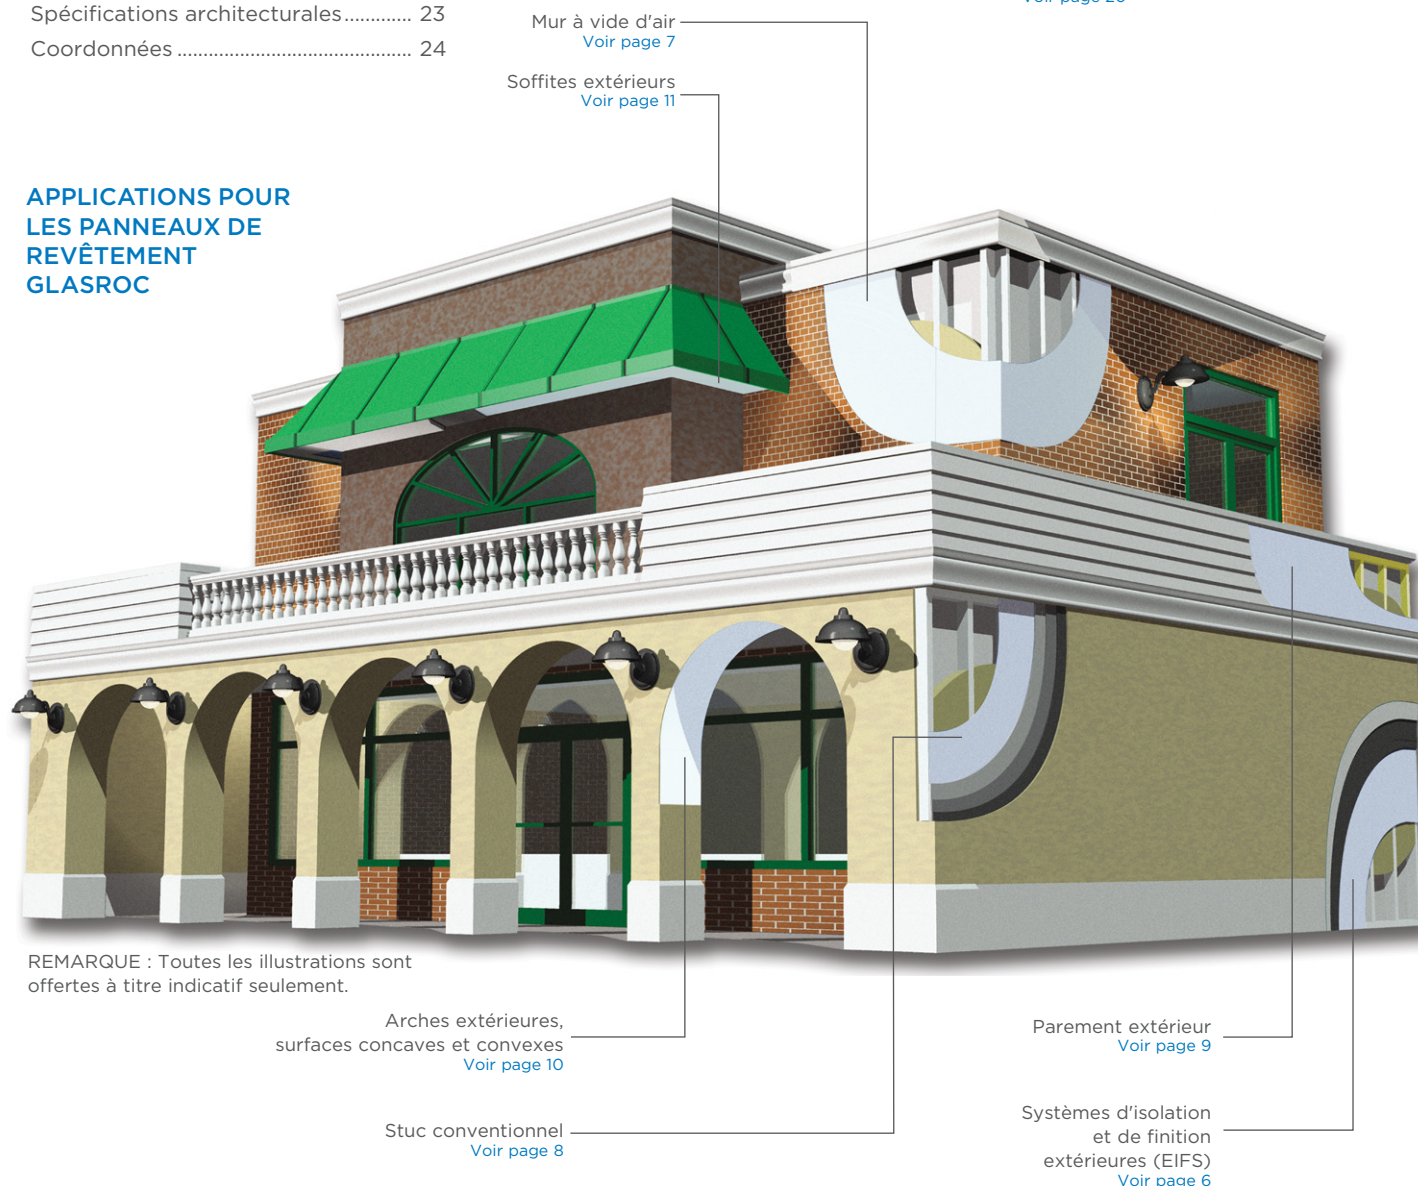 Spécifications architecturales............. 23
Coordonnées ............................................. 24
Voir page 20
Mur à vide d'air
Voir page 7
Soffites extérieurs
Voir page 11
APPLICATIONS POUR
LES PANNEAUX DE
REVÊTEMENT
GLASROC
REMARQUE : Toutes les illustrations sont
offertes à titre indicatif seulement.
Arches extérieures,
surfaces concaves et convexes
Voir page 10
Stuc conventionnel
Voir page 8
Parement extérieur
Voir page 9
Systèmes d'isolation
et de finition
extérieures (EIFS)
Voir page 6